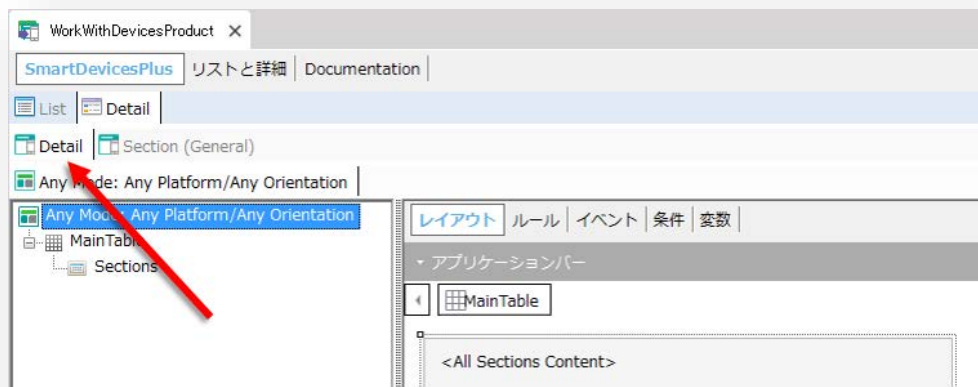 WorkWithDevicesProduct
SmartDevicesPlus リストと詳細 Documentation
List Detail
Detail Section (General)
Any Mode: Any Platform/Any Orientation
Any Mode: Any Platform/Any Orientation
MainTable
Sections
レイアウト ルール イベント 条件 変数
アプリケーションバー
MainTable
<All Sections Content>